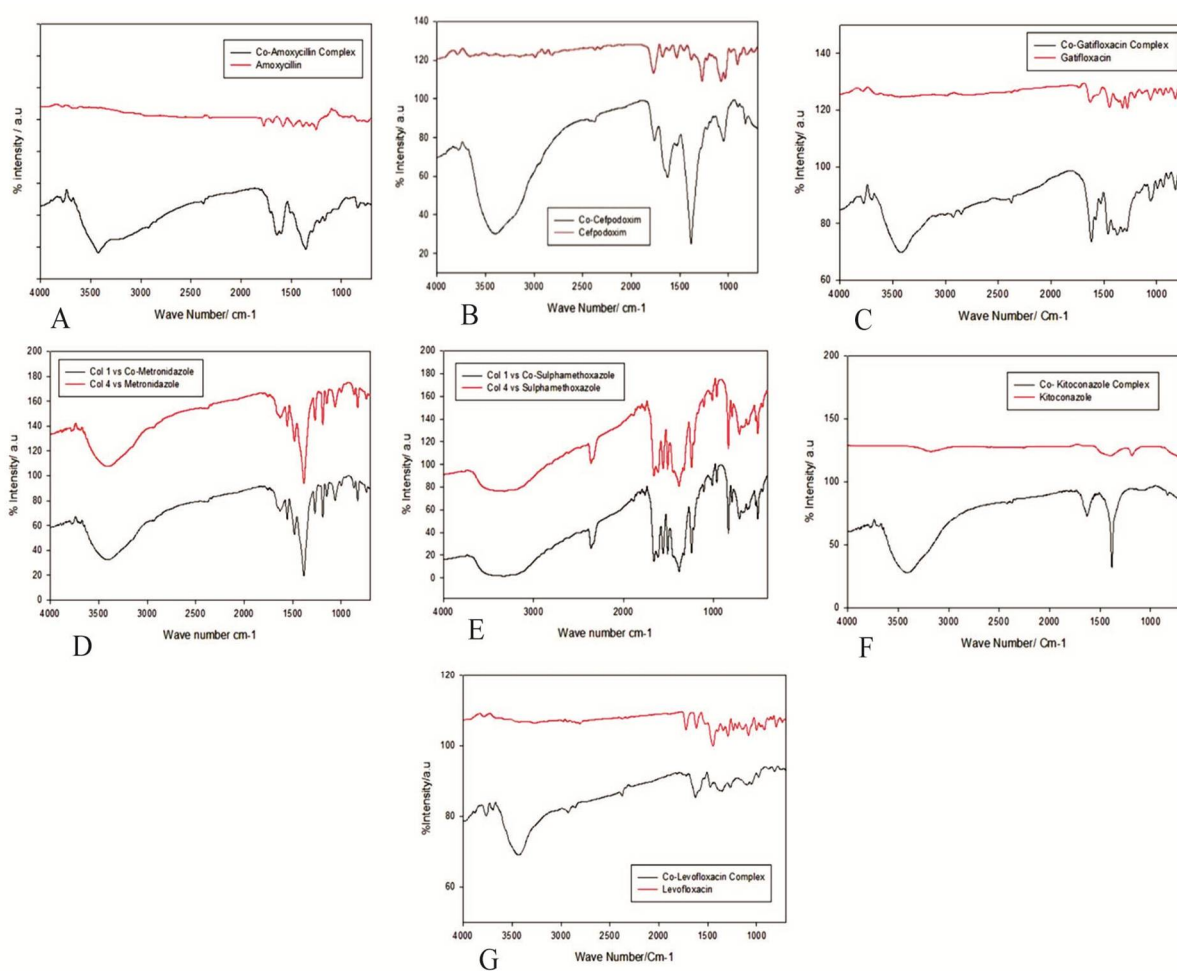 Co-Amoxycillin Complex
Amoxycillin
% intensity / a.u
4000 3500 3000 2500 2000 1500 1000
Wave Number/ cm-1
A
140
120
100
80
60
40
20
% Intensity/ a.u
Co-Cefpodoxim
Cefpodoxim
4000 3500 3000 2500 2000 1500 1000
Wave Number/ cm-1
B
140
120
100
80
60
% Intensity/ a.u
Co-Gatifloxacin Complex
Gatifloxacin
4000 3500 3000 2500 2000 1500 1000
Wave Number/ Cm-1
C
200
180
160
140
120
100
80
60
40
20
0
% Intensity/ a.u
Col 1 vs Co-Metronidazole
Col 4 vs Metronidazole
4000 3500 3000 2500 2000 1500 1000
Wave number cm-1
D
200
180
160
140
120
100
80
60
40
20
0
% Intensity/ a.u
Col 1 vs Co-Sulphamethoxazole
Col 4 vs Sulphamethoxazole
4000 3000 2000 1000
Wave number cm-1
E
200
150
100
50
0
% Intensity/ a.u
Co- Kitoconazole Complex
Kitoconazole
4000 3500 3000 2500 2000 1500 1000
Wave Number/ Cm-1
F
120
100
80
60
%Intensity/a.u
Co-Levofloxacin Complex
Levofloxacin
4000 3500 3000 2500 2000 1500 1000
Wave Number/Cm-1
G